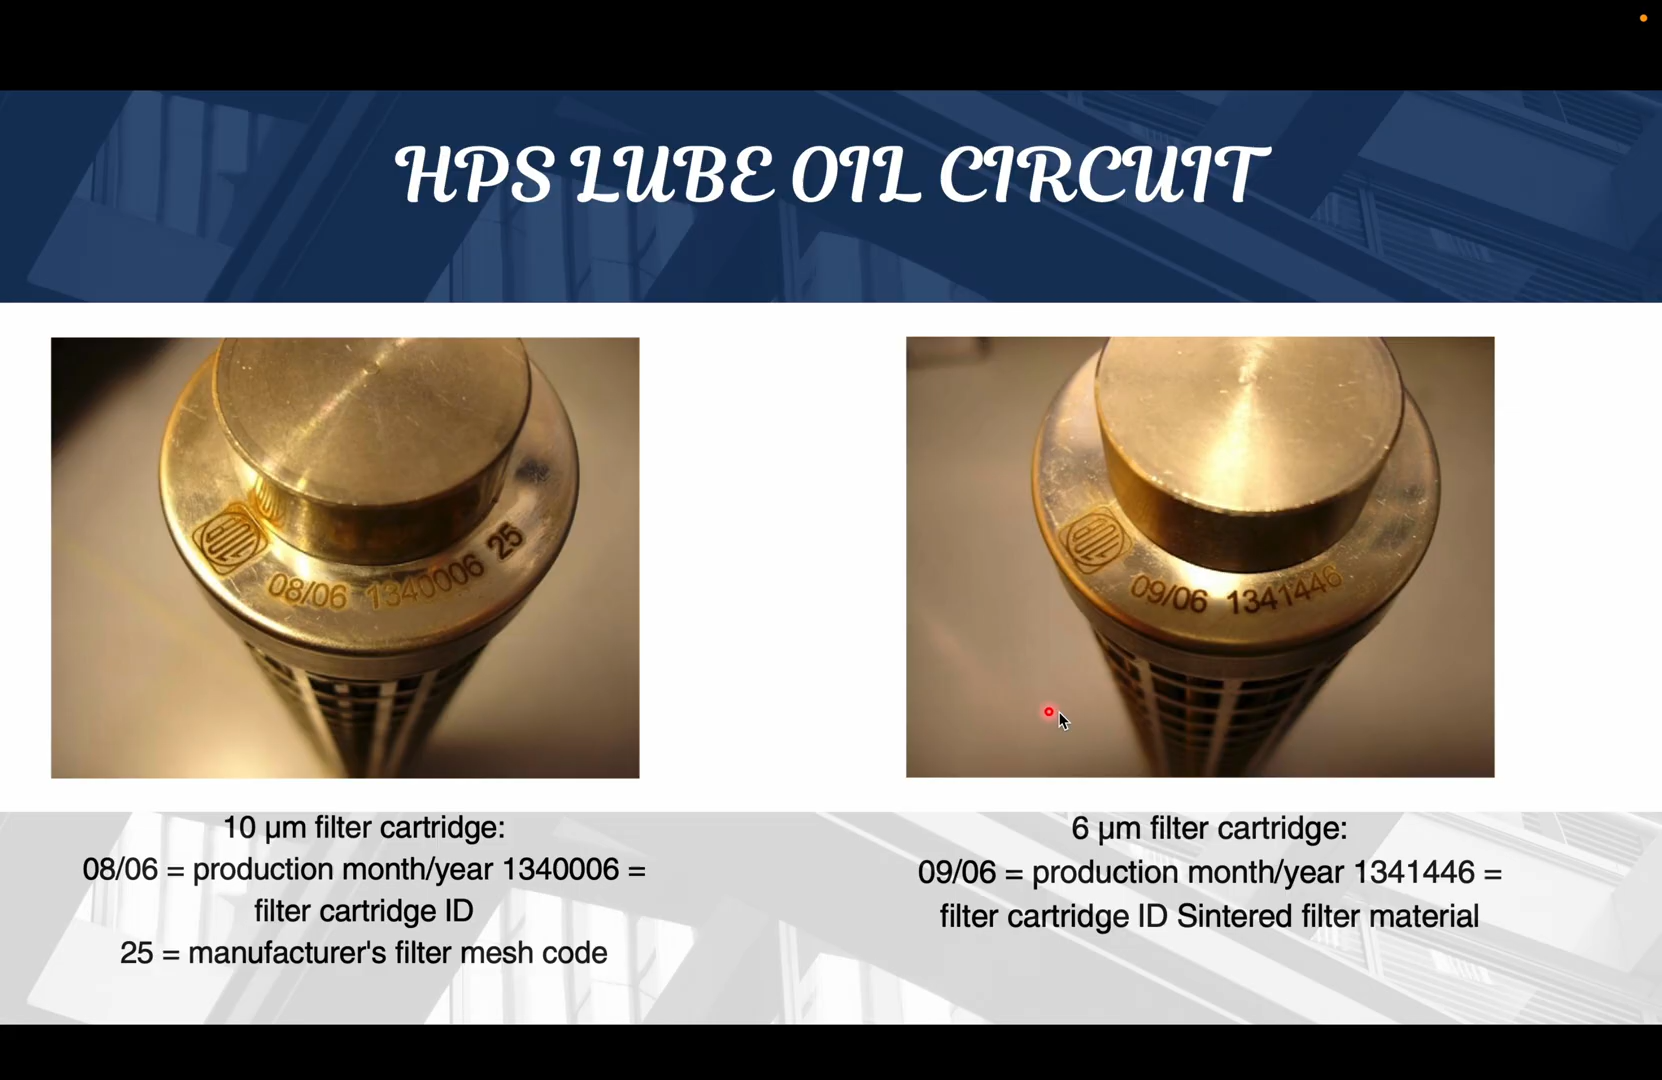 HPS LUBE OIL CIRCUIT
08/06 1340006 25
09/06 1341446
10 µm filter cartridge:
08/06 = production month/year 1340006 =
filter cartridge ID
25 = manufacturer's filter mesh code
6 µm filter cartridge:
09/06 = production month/year 1341446 =
filter cartridge ID Sintered filter material